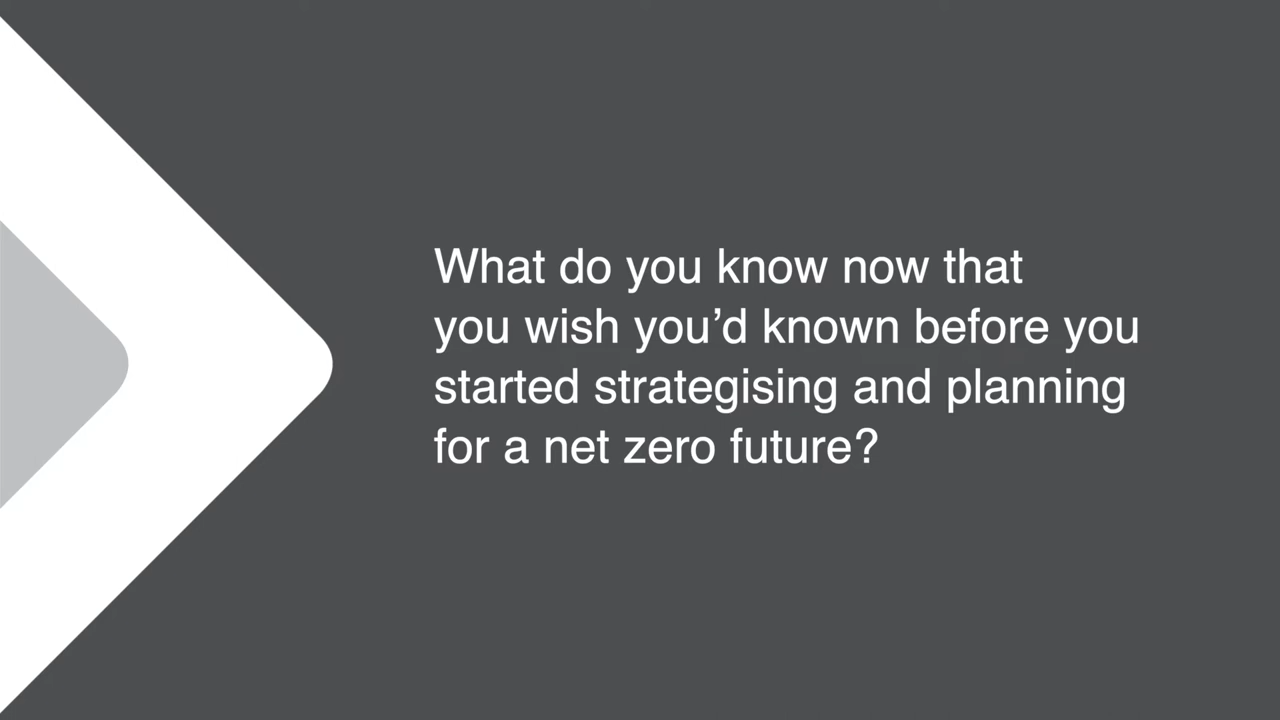 What do you know now that
you wish you’d known before you
started strategising and planning
for a net zero future?